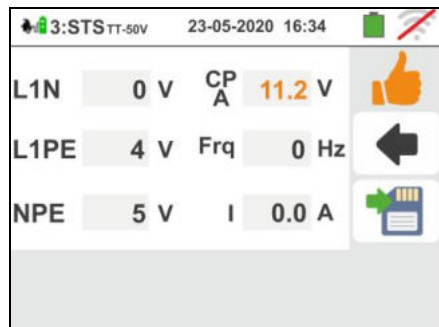 3:STS TT-50V 23-05-2020 16:34
L1N 0 V CP A 11.2 V
L1PE 4 V Frq 0 Hz
NPE 5 V I 0.0 A